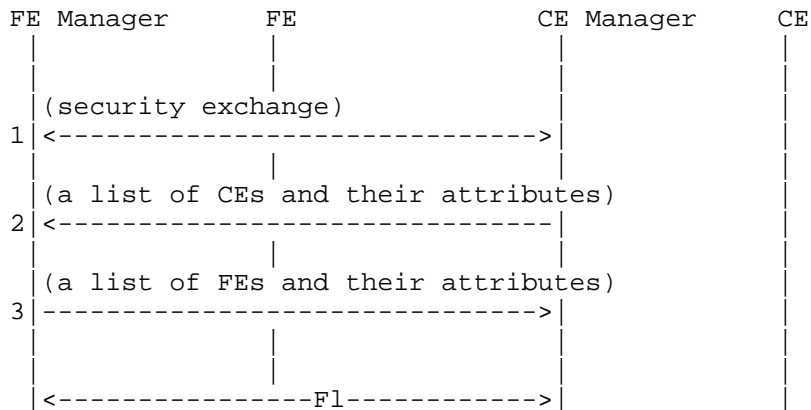 FE Manager FE CE Manager CE
(security exchange)
1|<------------------------------>|
(a list of CEs and their attributes)
2|<-------------------------------|
(a list of FEs and their attributes)
3|------------------------------->|
|<----------------Fl------------->|